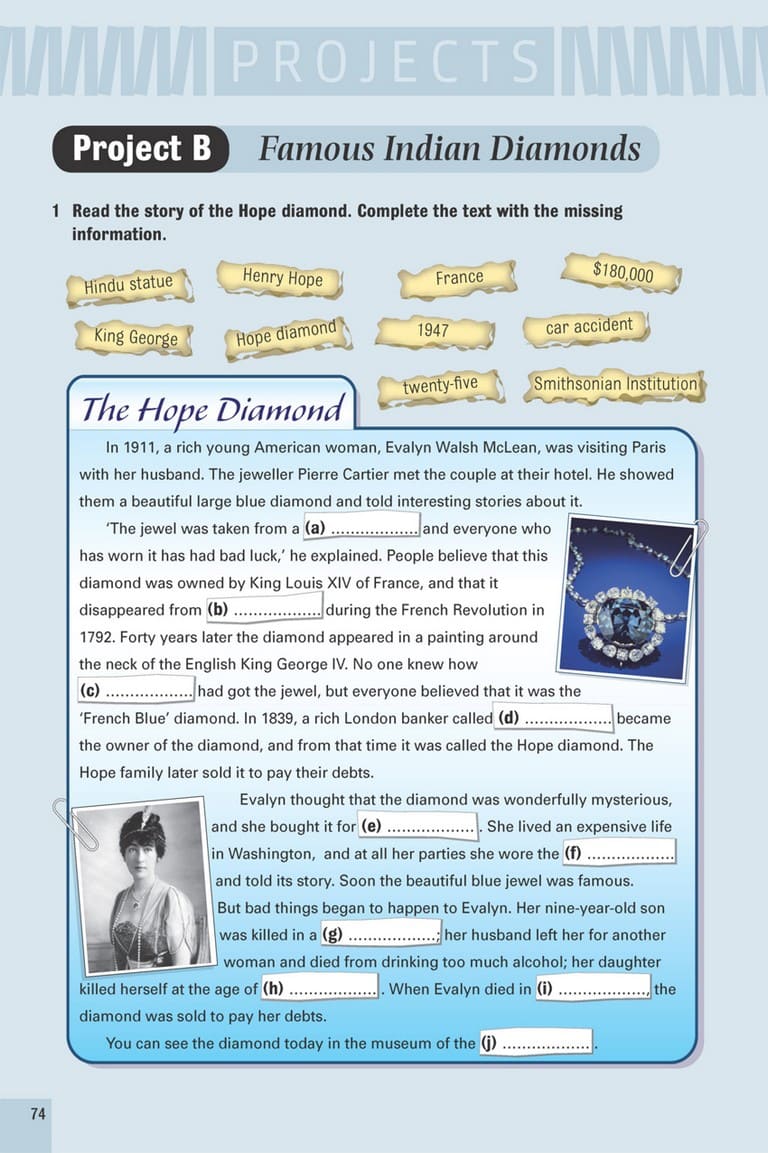 PROJECTS
Project B Famous Indian Diamonds
1 Read the story of the Hope diamond. Complete the text with the missing
information.
Hindu statue Henry Hope France $180,000
King George Hope diamond 1947 car accident
twenty-five Smithsonian Institution
The Hope Diamond
In 1911, a rich young American woman, Evalyn Walsh McLean, was visiting Paris
with her husband. The jeweller Pierre Cartier met the couple at their hotel. He showed
them a beautiful large blue diamond and told interesting stories about it.
‘The jewel was taken from a (a) .................. and everyone who
has worn it has had bad luck,’ he explained. People believe that this
diamond was owned by King Louis XIV of France, and that it
disappeared from (b) .................. during the French Revolution in
1792. Forty years later the diamond appeared in a painting around
the neck of the English King George IV. No one knew how
(c) .................. had got the jewel, but everyone believed that it was the
‘French Blue’ diamond. In 1839, a rich London banker called (d) .................. became
the owner of the diamond, and from that time it was called the Hope diamond. The
Hope family later sold it to pay their debts.
Evalyn thought that the diamond was wonderfully mysterious,
and she bought it for (e) .................. . She lived an expensive life
in Washington, and at all her parties she wore the (f) ..................
and told its story. Soon the beautiful blue jewel was famous.
But bad things began to happen to Evalyn. Her nine-year-old son
was killed in a (g) ..................; her husband left her for another
woman and died from drinking too much alcohol; her daughter
killed herself at the age of (h) .................. . When Evalyn died in (i) .................., the
diamond was sold to pay her debts.
You can see the diamond today in the museum of the (j) .................. .
74